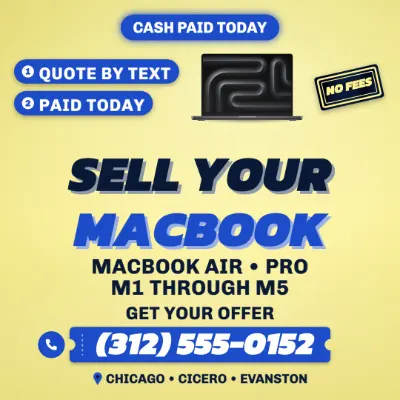 CASH PAID TODAY
1 QUOTE BY TEXT
2 PAID TODAY
NO FEES
SELL YOUR
MACBOOK
MACBOOK AIR • PRO
M1 THROUGH M5
GET YOUR OFFER
(312) 555-0152
CHICAGO • CICERO • EVANSTON